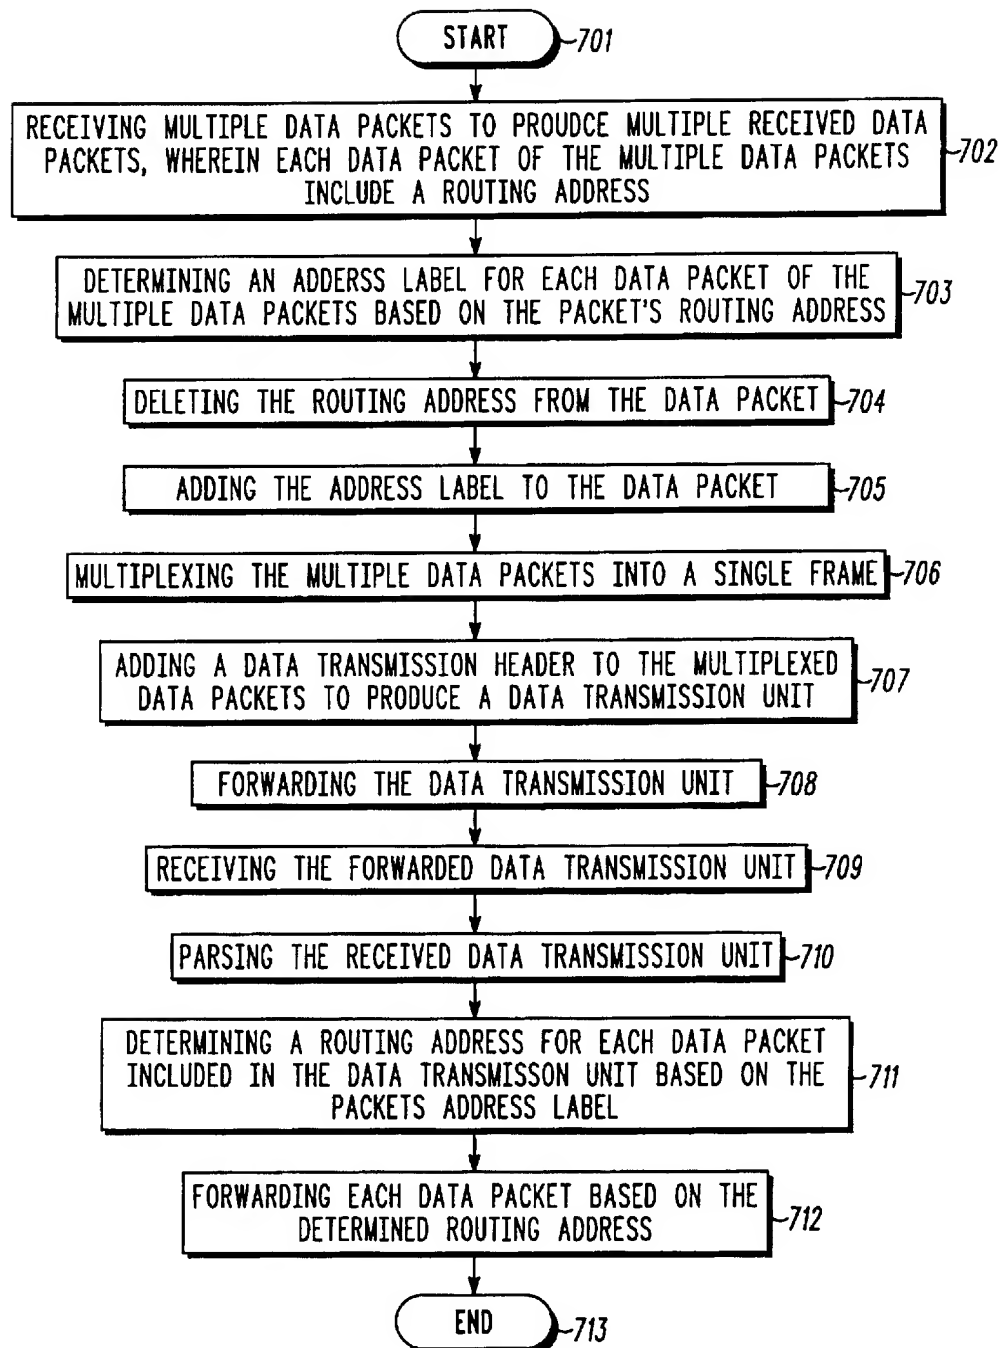 START 701
RECEIVING MULTIPLE DATA PACKETS TO PROUDCE MULTIPLE RECEIVED DATA
PACKETS, WHEREIN EACH DATA PACKET OF THE MULTIPLE DATA PACKETS 702
INCLUDE A ROUTING ADDRESS
DETERMINING AN ADDERSS LABEL FOR EACH DATA PACKET OF THE 703
MULTIPLE DATA PACKETS BASED ON THE PACKET'S ROUTING ADDRESS
DELETING THE ROUTING ADDRESS FROM THE DATA PACKET 704
ADDING THE ADDRESS LABEL TO THE DATA PACKET 705
MULTIPLEXING THE MULTIPLE DATA PACKETS INTO A SINGLE FRAME 706
ADDING A DATA TRANSMISSION HEADER TO THE MULTIPLEXED 707
DATA PACKETS TO PRODUCE A DATA TRANSMISSION UNIT
FORWARDING THE DATA TRANSMISSION UNIT 708
RECEIVING THE FORWARDED DATA TRANSMISSION UNIT 709
PARSING THE RECEIVED DATA TRANSMISSION UNIT 710
DETERMINING A ROUTING ADDRESS FOR EACH DATA PACKET
INCLUDED IN THE DATA TRANSMISSON UNIT BASED ON THE 711
PACKETS ADDRESS LABEL
FORWARDING EACH DATA PACKET BASED ON THE 712
DETERMINED ROUTING ADDRESS
END 713